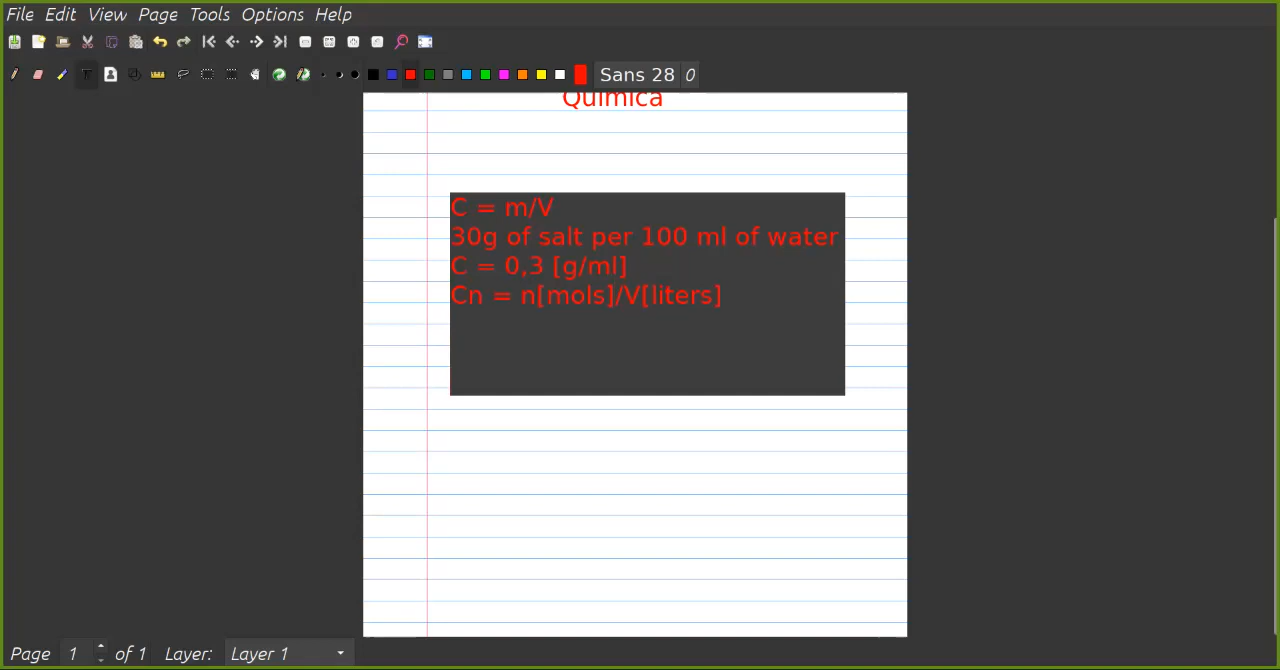 File Edit View Page Tools Options Help
Sans 28 0
Química
C = m/V
30g of salt per 100 ml of water
C = 0,3 [g/ml]
Cn = n[mols]/V[liters]
Page 1 of 1 Layer: Layer 1